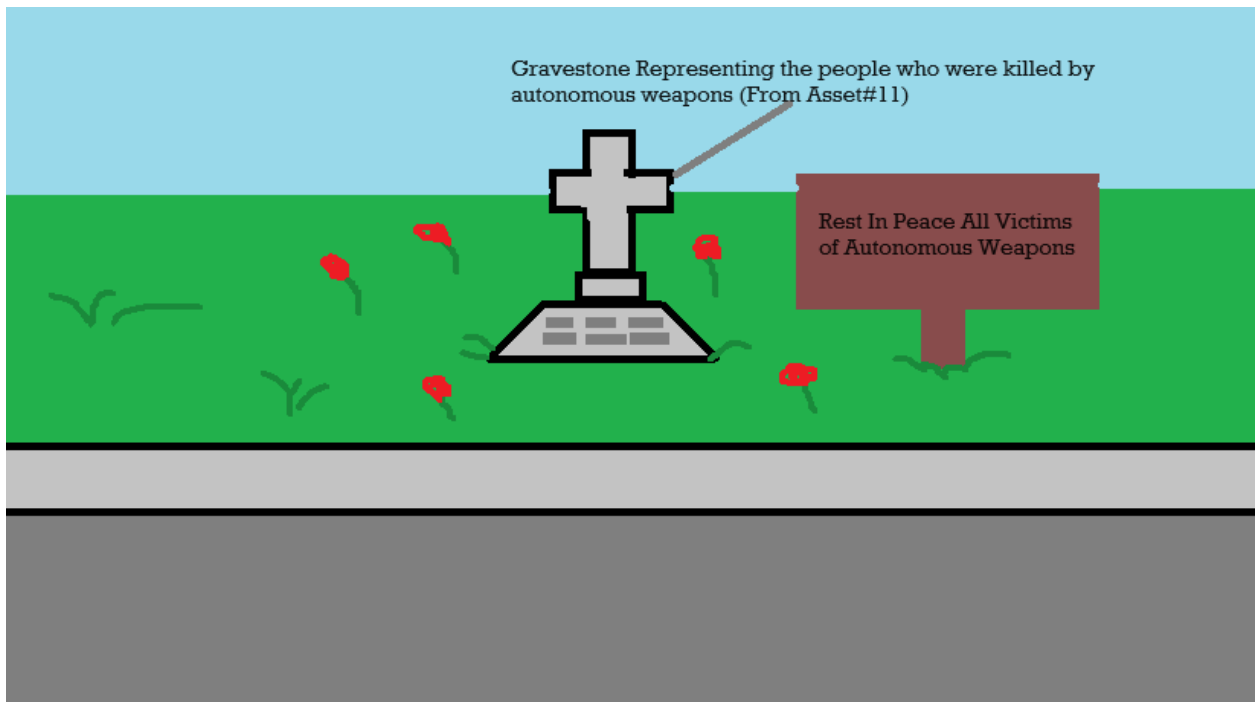 Gravestone Representing the people who were killed by
autonomous weapons (From Asset#11)
Rest In Peace All Victims
of Autonomous Weapons